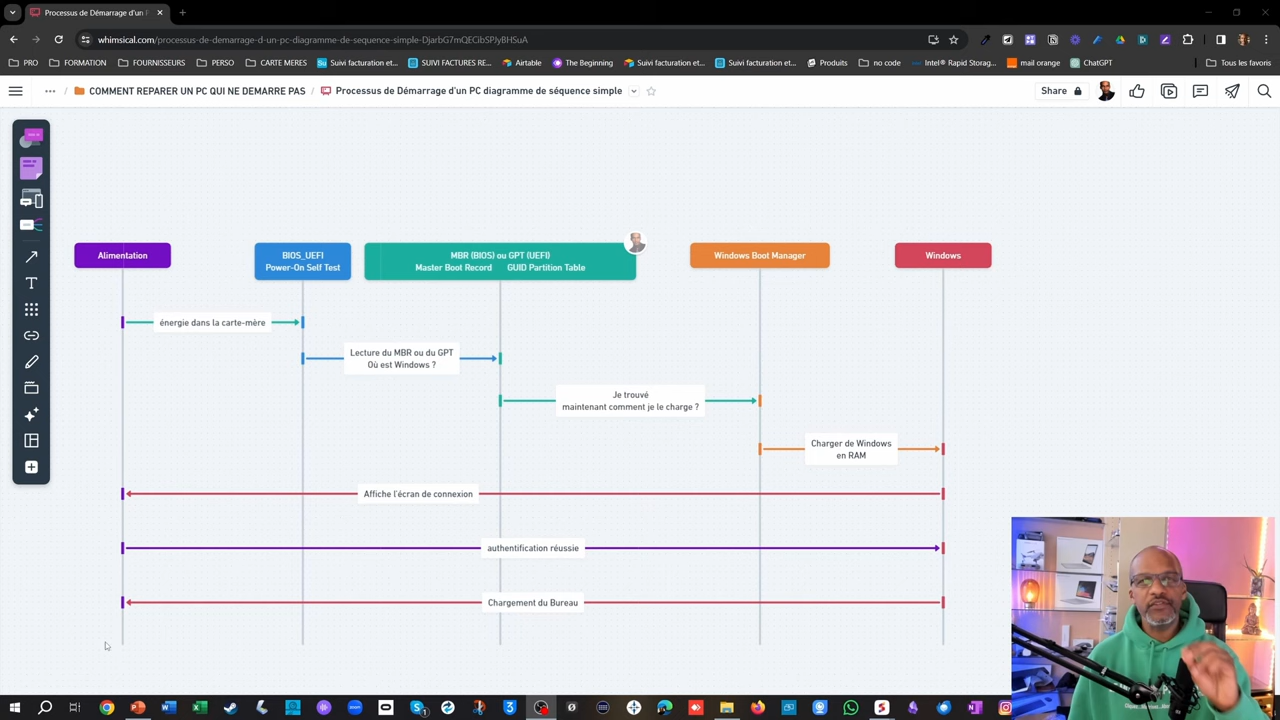 Processus de Démarrage d'un F
whimsical.com/processus-de-demarrage-d-un-pc-diagramme-de-sequence-simple-DjarbG7mQECibSPJyBHSuA
PRO
FORMATION
FOURNISSEURS
PERSO
CARTE MERES
Suivi facturation et...
SUIVI FACTURES RE...
Airtable
The Beginning
Suivi facturation et...
Suivi facturation et...
Produits
no code
Intel® Rapid Storag...
mail orange
ChatGPT
Tous les favoris
... / COMMENT REPARER UN PC QUI NE DEMARRE PAS / Processus de Démarrage d'un PC diagramme de séquence simple
Share
Alimentation
BIOS_UEFI
Power-On Self Test
MBR (BIOS) ou GPT (UEFI)
Master Boot Record GUID Partition Table
Windows Boot Manager
Windows
énergie dans la carte-mère
Lecture du MBR ou du GPT
Où est Windows ?
Je trouvé
maintenant comment je le charge ?
Charger de Windows
en RAM
Affiche l'écran de connexion
authentification réussie
Chargement du Bureau